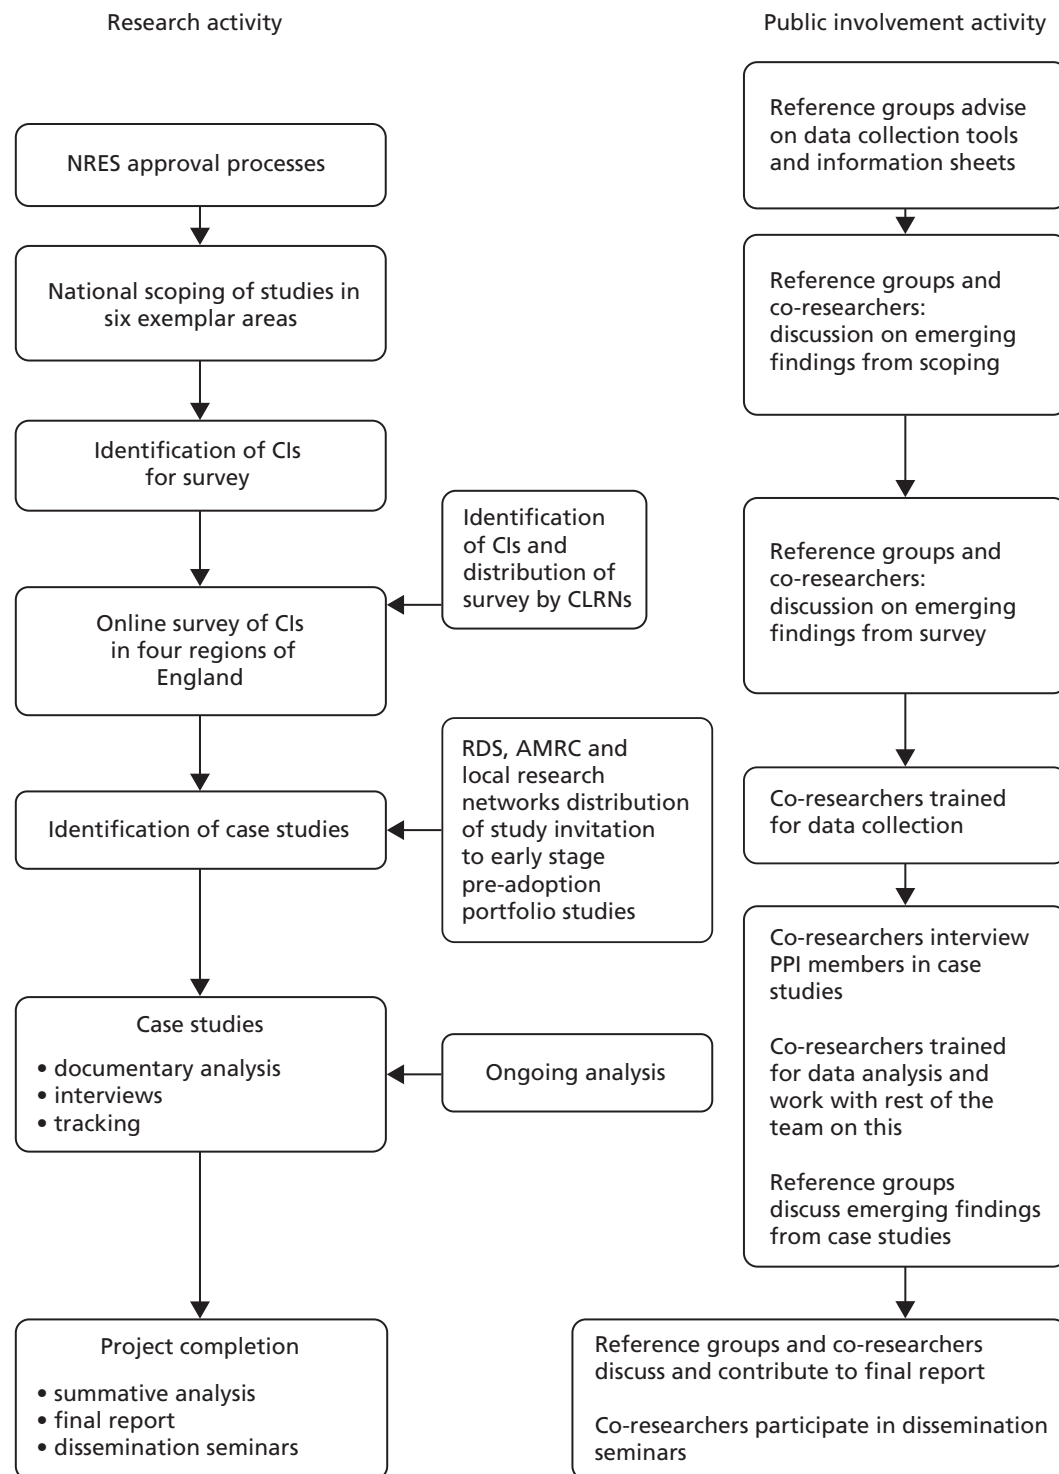 Research activity
NRES approval processes
National scoping of studies in
six exemplar areas
Identification of CIs
for survey
Online survey of CIs
in four regions of
England
Identification of case studies
Case studies
• documentary analysis
• interviews
• tracking
Project completion
• summative analysis
• final report
• dissemination seminars
Identification
of CIs and
distribution of
survey by CLRNs
RDS, AMRC and
local research
networks distribution
of study invitation
to early stage
pre-adoption
portfolio studies
Ongoing analysis
Public involvement activity
Reference groups advise
on data collection tools
and information sheets
Reference groups and
co-researchers:
discussion on emerging
findings from scoping
Reference groups and
co-researchers:
discussion on emerging
findings from survey
Co-researchers trained
for data collection
Co-researchers interview
PPI members in case
studies
Co-researchers trained
for data analysis and
work with rest of the
team on this
Reference groups
discuss emerging findings
from case studies
Reference groups and co-researchers
discuss and contribute to final report
Co-researchers participate in dissemination
seminars